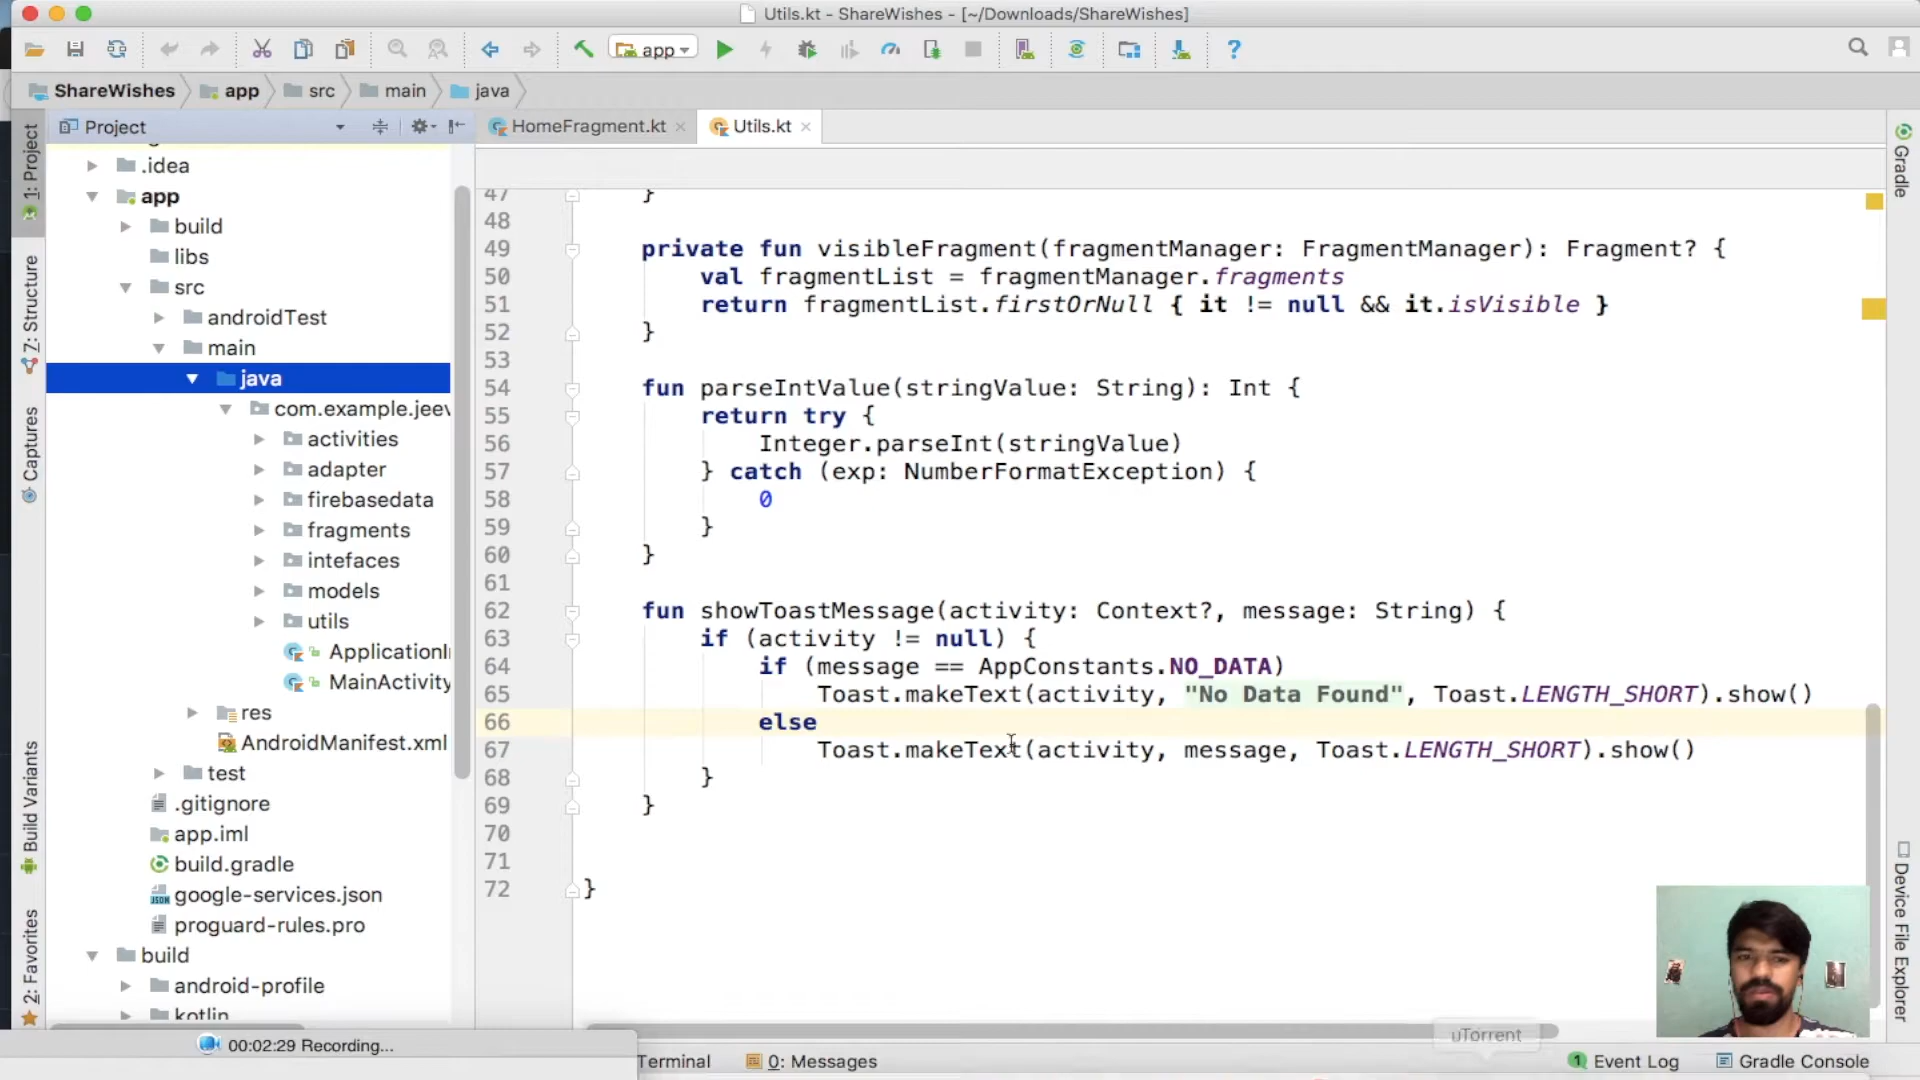 Utils.kt - ShareWishes - [~/Downloads/ShareWishes]
app
ShareWishes app src main java
Project
HomeFragment.kt
Utils.kt
1: Project
7: Structure
Captures
Build Variants
2: Favorites
.idea
app
build
libs
src
androidTest
main
java
com.example.jeev
activities
adapter
firebasedata
fragments
intefaces
models
utils
ApplicationI
MainActivity
res
AndroidManifest.xml
test
.gitignore
app.iml
build.gradle
google-services.json
proguard-rules.pro
build
android-profile
kotlin
47 }
48
49 private fun visibleFragment(fragmentManager: FragmentManager): Fragment? {
50 val fragmentList = fragmentManager.fragments
51 return fragmentList.firstOrNull { it != null && it.isVisible }
52 }
53
54 fun parseIntValue(stringValue: String): Int {
55 return try {
56 Integer.parseInt(stringValue)
57 } catch (exp: NumberFormatException) {
58 0
59 }
60 }
61
62 fun showToastMessage(activity: Context?, message: String) {
63 if (activity != null) {
64 if (message == AppConstants.NO_DATA)
65 Toast.makeText(activity, "No Data Found", Toast.LENGTH_SHORT).show()
66 else
67 Toast.makeText(activity, message, Toast.LENGTH_SHORT).show()
68 }
69 }
70
71
72 }
Gradle
Device File Explorer
uTorrent
00:02:29 Recording...
Terminal
0: Messages
1 Event Log
Gradle Console